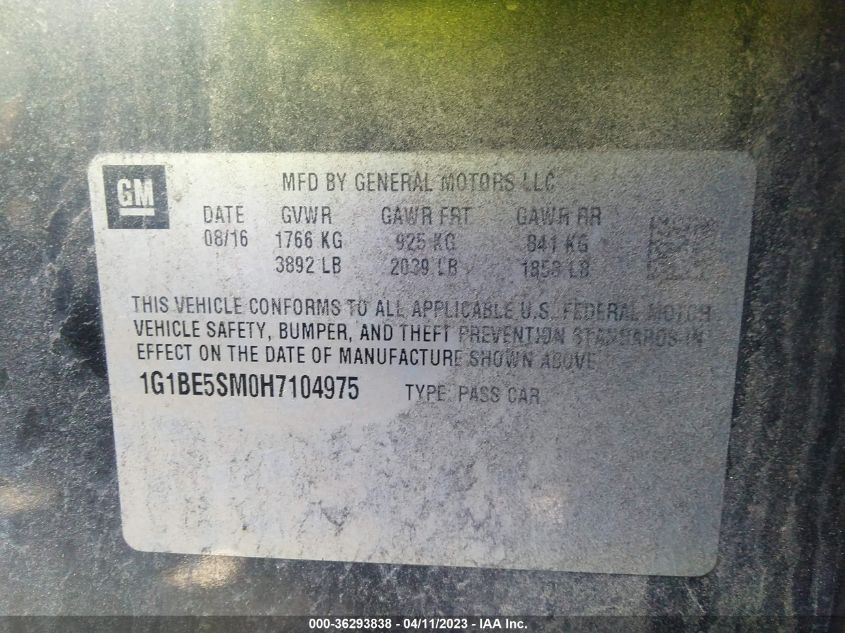 GM
MFD BY GENERAL MOTORS LLC
DATE GVWR GAWR FRT GAWR RR
08/16 1766 KG 925 KG 841 KG
3892 LB 2039 LB 1853 LB
THIS VEHICLE CONFORMS TO ALL APPLICABLE U.S. FEDERAL MOTOR
VEHICLE SAFETY, BUMPER, AND THEFT PREVENTION STANDARDS IN
EFFECT ON THE DATE OF MANUFACTURE SHOWN ABOVE
1G1BE5SM0H7104975 TYPE: PASS CAR
000-36293838 - 04/11/2023 - IAA Inc.